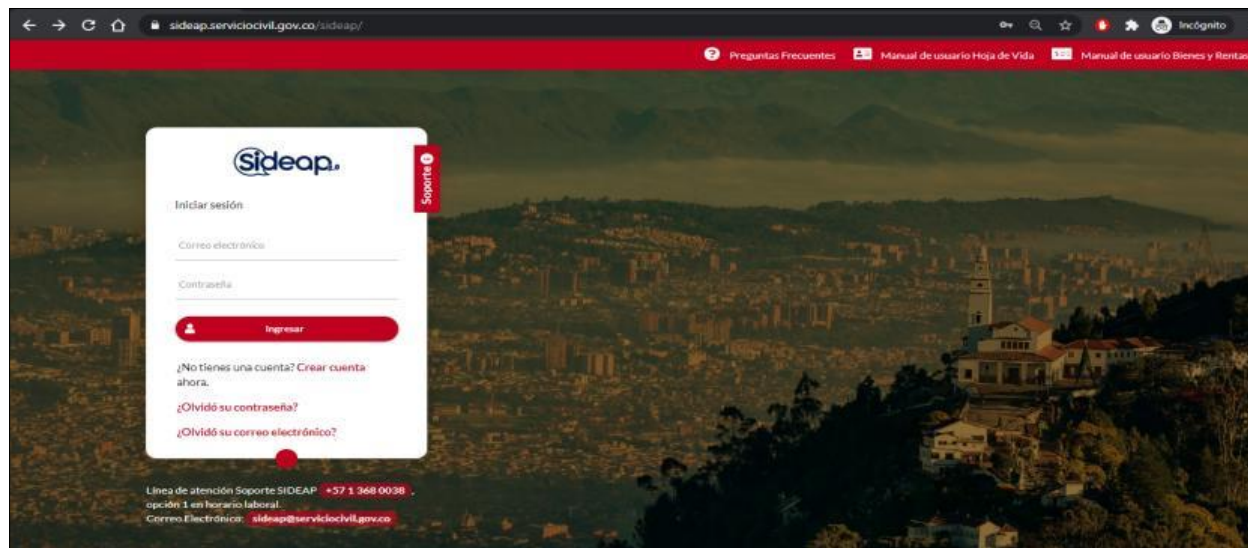 sideap.serviciocivil.gov.co/sideap/
Incógnito
Preguntas Frecuentes
Manual de usuario Hoja de Vida
Manual de usuario Bienes y Rentas
Sideap
Soporte
Iniciar sesión
Correo electrónico
Contraseña
Ingresar
¿No tienes una cuenta? Crear cuenta
ahora.
¿Olvidó su contraseña?
¿Olvidó su correo electrónico?
Línea de atención Soporte SIDEAP +57 1 368 0038 ,
opción 1 en horario laboral.
Correo Electrónico: sideap@serviciocivil.gov.co